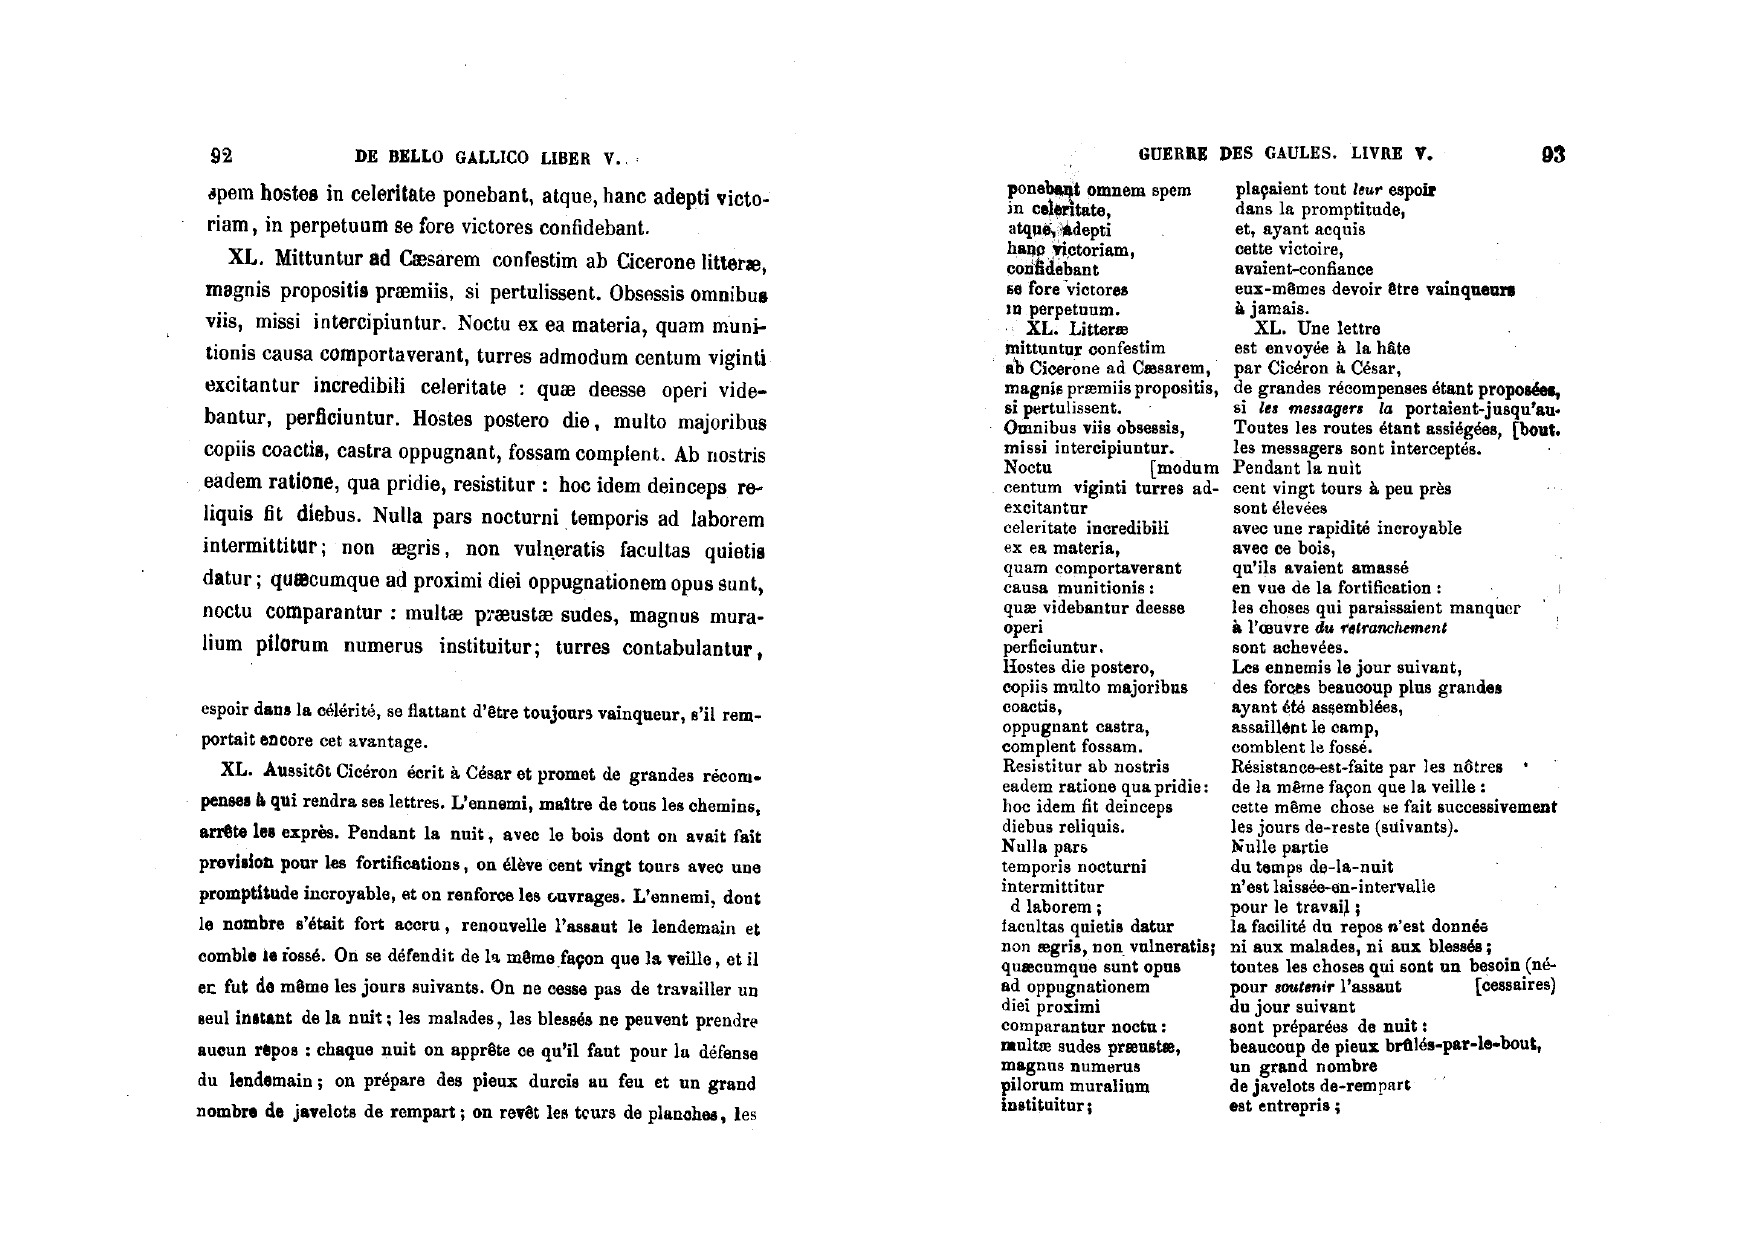 92 DE BELLO GALLICO LIBER V.
spem hostes in celeritate ponebant, atque, hanc adepti victo-
riam, in perpetuum se fore victores confidebant.
XL. Mittuntur ad Cæsarem confestim ab Cicerone litteræ,
magnis propositis præmiis, si pertulissent. Obsessis omnibus
viis, missi intercipiuntur. Noctu ex ea materia, quam muni-
tionis causa comportaverant, turres admodum centum viginti
excitantur incredibili celeritate : quæ deesse operi vide-
bantur, perficiuntur. Hostes postero die, multo majoribus
copiis coactis, castra oppugnant, fossam complent. Ab nostris
eadem ratione, qua pridie, resistitur : hoc idem deinceps re-
liquis fit diebus. Nulla pars nocturni temporis ad laborem
intermittitur; non ægris, non vulneratis facultas quietis
datur; quæcumque ad proximi diei oppugnationem opus sunt,
noctu comparantur : multæ præustæ sudes, magnus mura-
lium pilorum numerus instituitur; turres contabulantur,
espoir dans la célérité, se flattant d'être toujours vainqueur, s'il rem-
portait encore cet avantage.
XL. Aussitôt Cicéron écrit à César et promet de grandes récom-
penses à qui rendra ses lettres. L'ennemi, maître de tous les chemins,
arrête les exprès. Pendant la nuit, avec le bois dont on avait fait
provision pour les fortifications, on élève cent vingt tours avec une
promptitude incroyable, et on renforce les ouvrages. L'ennemi, dont
le nombre s'était fort accru, renouvelle l'assaut le lendemain et
comble le fossé. On se défendit de la même façon que la veille, et il
en fut de même les jours suivants. On ne cesse pas de travailler un
seul instant de la nuit; les malades, les blessés ne peuvent prendre
aucun repos : chaque nuit on apprête ce qu'il faut pour la défense
du lendemain; on prépare des pieux durcis au feu et un grand
nombre de javelots de rempart; on revêt les tours de planches, les
GUERRE DES GAULES. LIVRE V. 93
ponebant omnem spem plaçaient tout leur espoir
in celeritate, dans la promptitude,
atque, adepti et, ayant acquis
hanc victoriam, cette victoire,
confidebant avaient-confiance
se fore victores eux-mêmes devoir être vainqueurs
in perpetuum. à jamais.
XL. Litteræ XL. Une lettre
mittuntur confestim est envoyée à la hâte
ab Cicerone ad Cæsarem, par Cicéron à César,
magnis præmiis propositis, de grandes récompenses étant proposées,
si pertulissent. si les messagers la portaient-jusqu'au-
Omnibus viis obsessis, Toutes les routes étant assiégées, [bout.
missi intercipiuntur. les messagers sont interceptés.
Noctu [modum Pendant la nuit
centum viginti turres ad- cent vingt tours à peu près
excitantur sont élevées
celeritate incredibili avec une rapidité incroyable
ex ea materia, avec ce bois,
quam comportaverant qu'ils avaient amassé
causa munitionis : en vue de la fortification :
quæ videbantur deesse les choses qui paraissaient manquer
operi à l'œuvre du retranchement
perficiuntur. sont achevées.
Hostes die postero, Les ennemis le jour suivant,
copiis multo majoribus des forces beaucoup plus grandes
coactis, ayant été assemblées,
oppugnant castra, assaillent le camp,
complent fossam. comblent le fossé.
Resistitur ab nostris Résistance-est-faite par les nôtres
eadem ratione qua pridie : de la même façon que la veille :
hoc idem fit deinceps cette même chose se fait successivement
diebus reliquis. les jours de-reste (suivants).
Nulla pars Nulle partie
temporis nocturni du temps de-la-nuit
intermittitur n'est laissée-en-intervalle
d laborem; pour le travail;
facultas quietis datur la facilité du repos n'est donnée
non ægris, non vulneratis; ni aux malades, ni aux blessés;
quæcumque sunt opus toutes les choses qui sont un besoin (né-
ad oppugnationem pour soutenir l'assaut [cessaires)
diei proximi du jour suivant
comparantur noctu : sont préparées de nuit :
multæ sudes præustæ, beaucoup de pieux brûlés-par-le-bout,
magnus numerus un grand nombre
pilorum muralium de javelots de-rempart
instituitur; est entrepris;